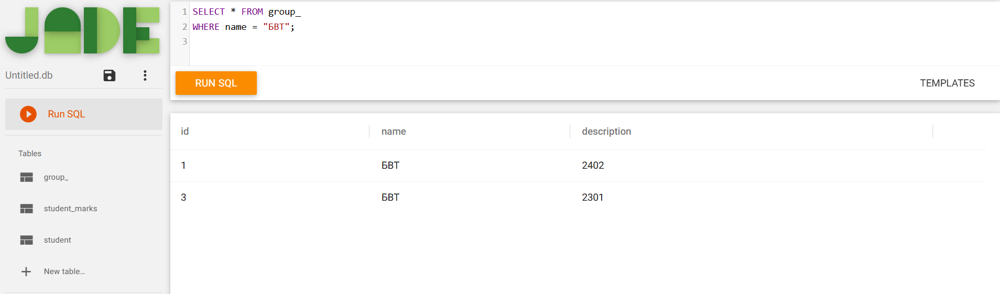 JADE
Untitled.db
Run SQL
Tables
group_
student_marks
student
New table...
1 SELECT * FROM group_
2 WHERE name = "БВТ";
3
RUN SQL
TEMPLATES
id name description
1 БВТ 2402
3 БВТ 2301